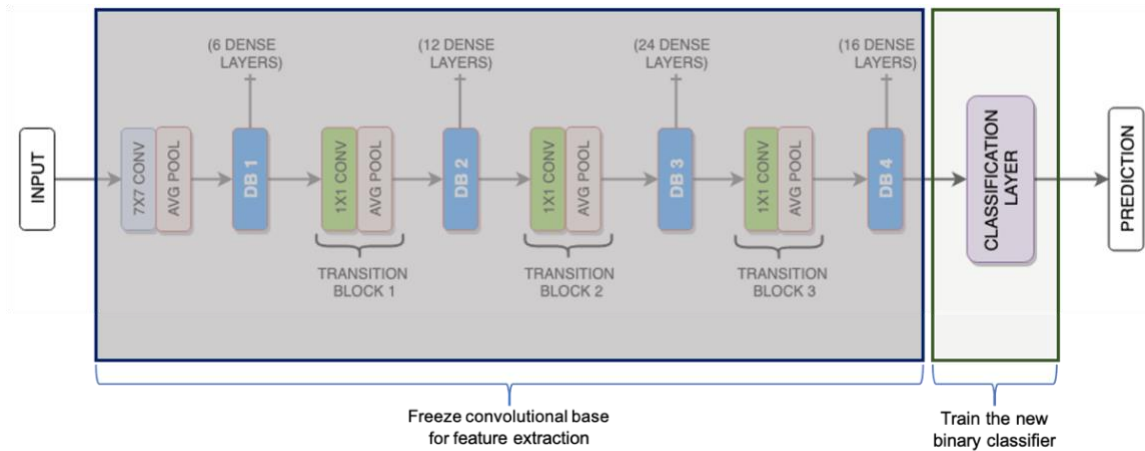 (6 DENSE
LAYERS)
(12 DENSE
LAYERS)
(24 DENSE
LAYERS)
(16 DENSE
LAYERS)
INPUT
7X7 CONV
AVG POOL
DB 1
1X1 CONV
AVG POOL
DB 2
1X1 CONV
AVG POOL
DB 3
1X1 CONV
AVG POOL
DB 4
CLASSIFICATION
LAYER
PREDICTION
TRANSITION
BLOCK 1
TRANSITION
BLOCK 2
TRANSITION
BLOCK 3
Freeze convolutional base
for feature extraction
Train the new
binary classifier